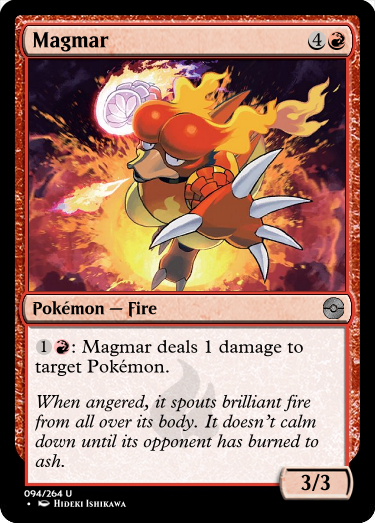 Magmar 4
Pokémon — Fire
1 : Magmar deals 1 damage to
target Pokémon.
When angered, it spouts brilliant fire
from all over its body. It doesn't calm
down until its opponent has burned to
ash.
3/3
094/264 U
• Hideki Ishikawa